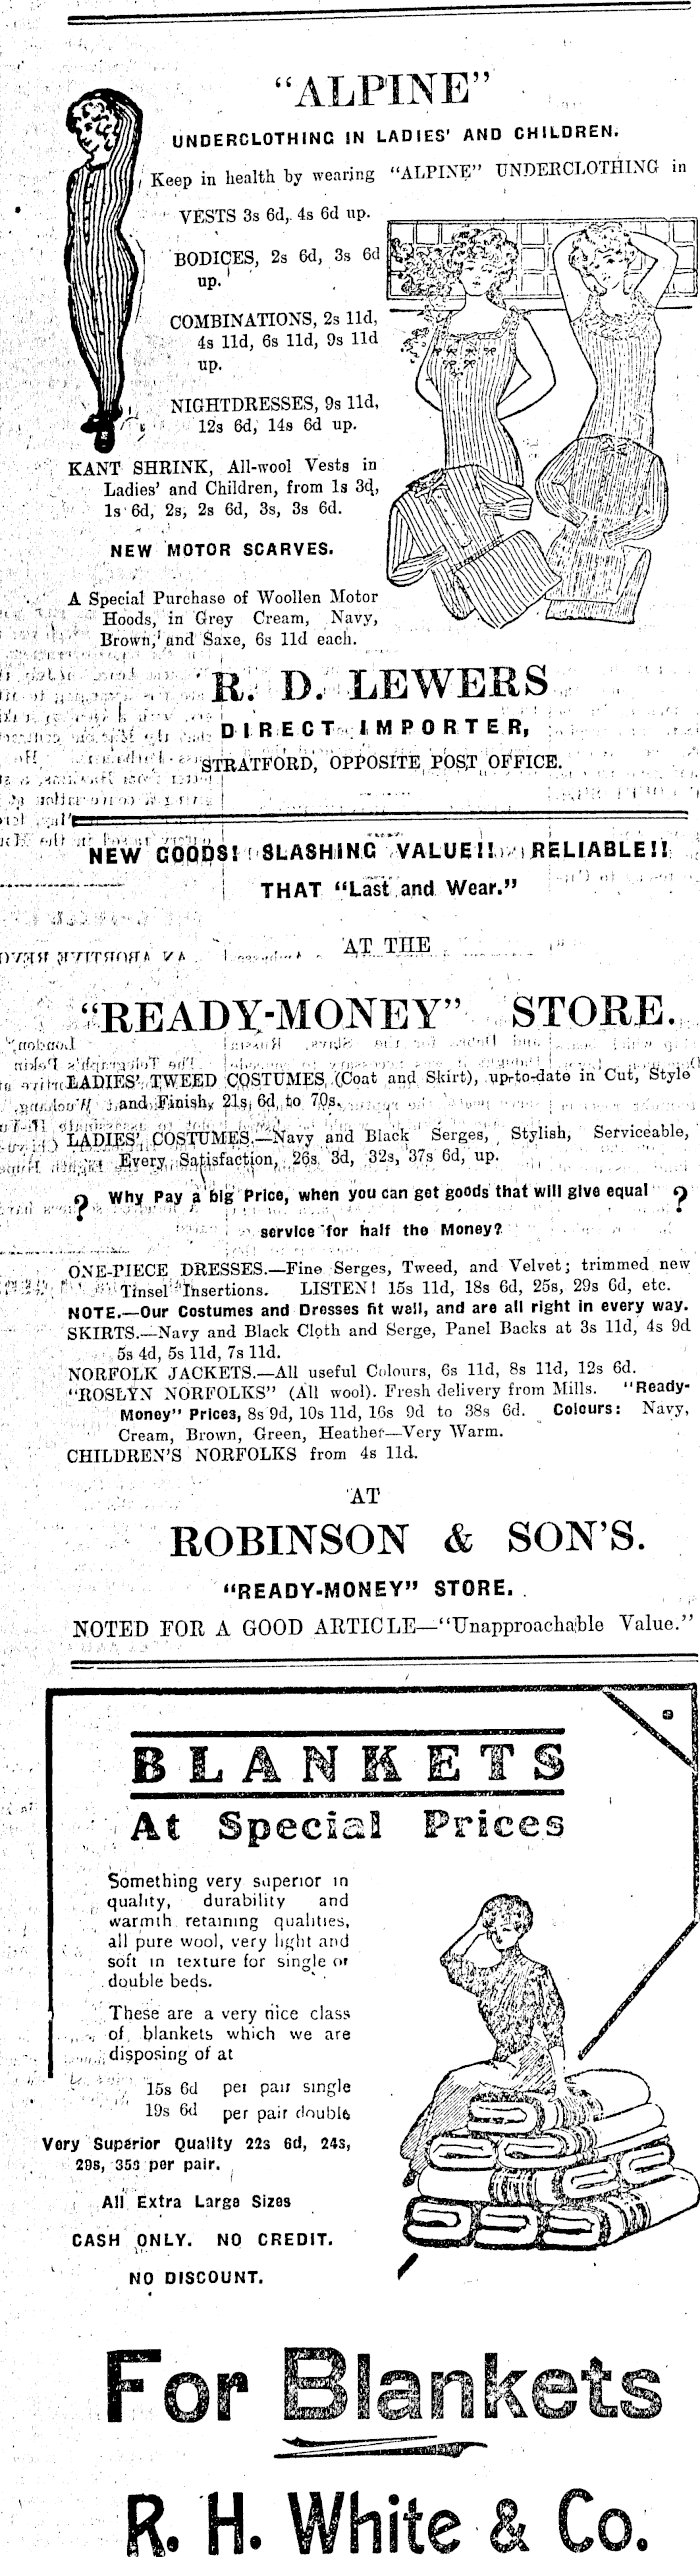 "ALPINE"
UNDERCLOTHING IN LADIES' AND CHILDREN.
Keep in health by wearing "ALPINE" UNDERCLOTHING in
VESTS 3s 6d, 4s 6d up.
BODICES, 2s 6d, 3s 6d
up.
COMBINATIONS, 2s 11d,
4s 11d, 6s 11d, 9s 11d
up.
NIGHTDRESSES, 9s 11d,
12s 6d, 14s 6d up.
KANT SHRINK, All-wool Vests in
Ladies' and Children, from 1s 3d,
1s 6d, 2s, 2s 6d, 3s, 3s 6d.
NEW MOTOR SCARVES.
A Special Purchase of Woollen Motor
Hoods, in Grey Cream, Navy,
Brown, and Saxe, 6s 11d each.
R. D. LEWERS
DIRECT IMPORTER,
STRATFORD, OPPOSITE POST OFFICE.
NEW GOODS! SLASHING VALUE!! RELIABLE!!
THAT "Last and Wear."
AT THE
"READY-MONEY" STORE.
LADIES' TWEED COSTUMES (Coat and Skirt), up-to-date in Cut, Style
and Finish, 21s 6d to 70s.
LADIES' COSTUMES.—Navy and Black Serges, Stylish, Serviceable,
Every Satisfaction, 26s 3d, 32s, 37s 6d, up.
? Why Pay a big Price, when you can get goods that will give equal ?
service for half the Money?
ONE-PIECE DRESSES.—Fine Serges, Tweed, and Velvet; trimmed new
Tinsel Insertions. LISTEN! 15s 11d, 18s 6d, 25s, 29s 6d, etc.
NOTE.—Our Costumes and Dresses fit well, and are all right in every way.
SKIRTS.—Navy and Black Cloth and Serge, Panel Backs at 3s 11d, 4s 9d
5s 4d, 5s 11d, 7s 11d.
NORFOLK JACKETS.—All useful Colours, 6s 11d, 8s 11d, 12s 6d.
"ROSLYN NORFOLKS" (All wool). Fresh delivery from Mills. "Ready-
Money" Prices, 8s 9d, 10s 11d, 16s 9d to 38s 6d. Colours: Navy,
Cream, Brown, Green, Heather—Very Warm.
CHILDREN'S NORFOLKS from 4s 11d.
AT
ROBINSON & SON'S.
"READY-MONEY" STORE.
NOTED FOR A GOOD ARTICLE—"Unapproachable Value."
BLANKETS
At Special Prices
Something very superior in
quality, durability and
warmth retaining qualities,
all pure wool, very light and
soft in texture for single or
double beds.
These are a very nice class
of blankets which we are
disposing of at
15s 6d per pair single
19s 6d per pair double
Very Superior Quality 22s 6d, 24s,
29s, 35s per pair.
All Extra Large Sizes
CASH ONLY. NO CREDIT.
NO DISCOUNT.
For Blankets
R. H. White & Co.